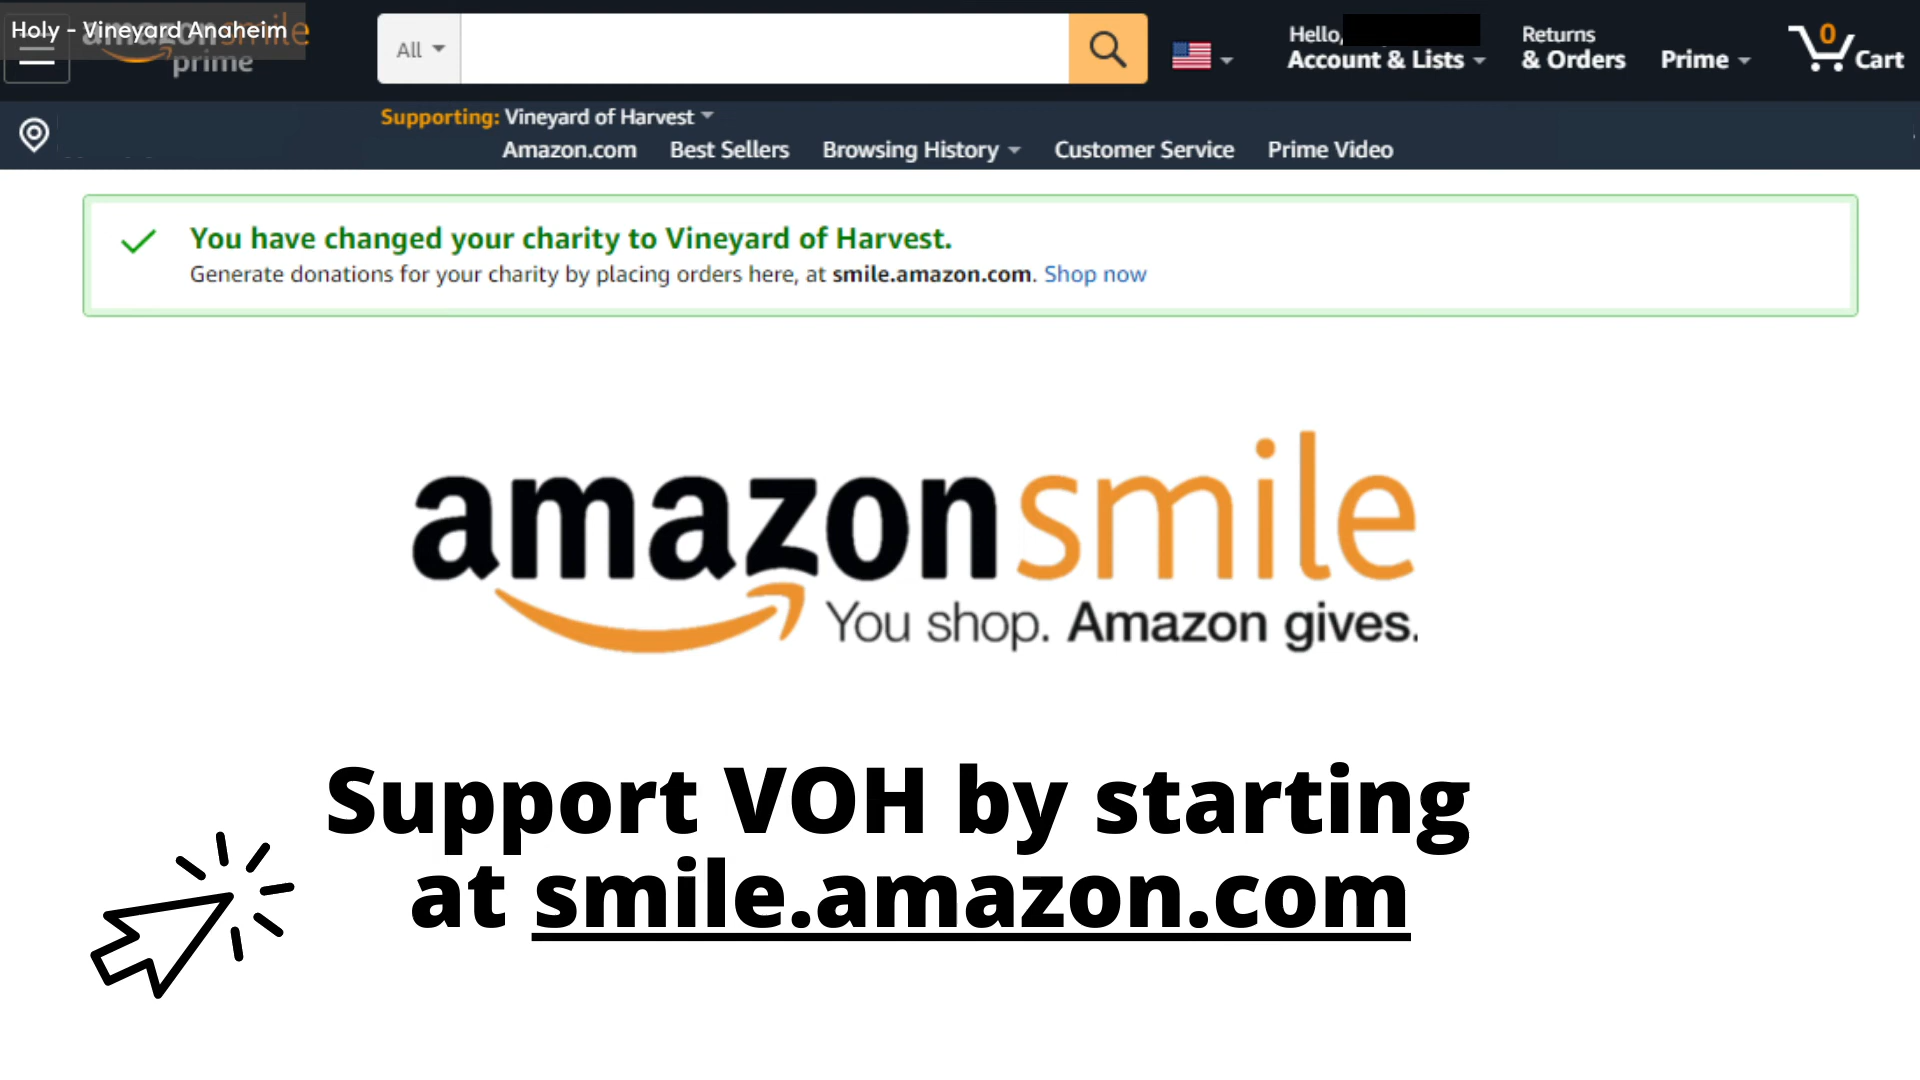 Holy - Vineyard Anaheim
amazonsmile
prime
All
Hello,
Account & Lists
Returns
& Orders
Prime
0
Cart
Supporting: Vineyard of Harvest
Amazon.com Best Sellers Browsing History Customer Service Prime Video
You have changed your charity to Vineyard of Harvest.
Generate donations for your charity by placing orders here, at smile.amazon.com. Shop now
amazonsmile
You shop. Amazon gives.
Support VOH by starting
at smile.amazon.com